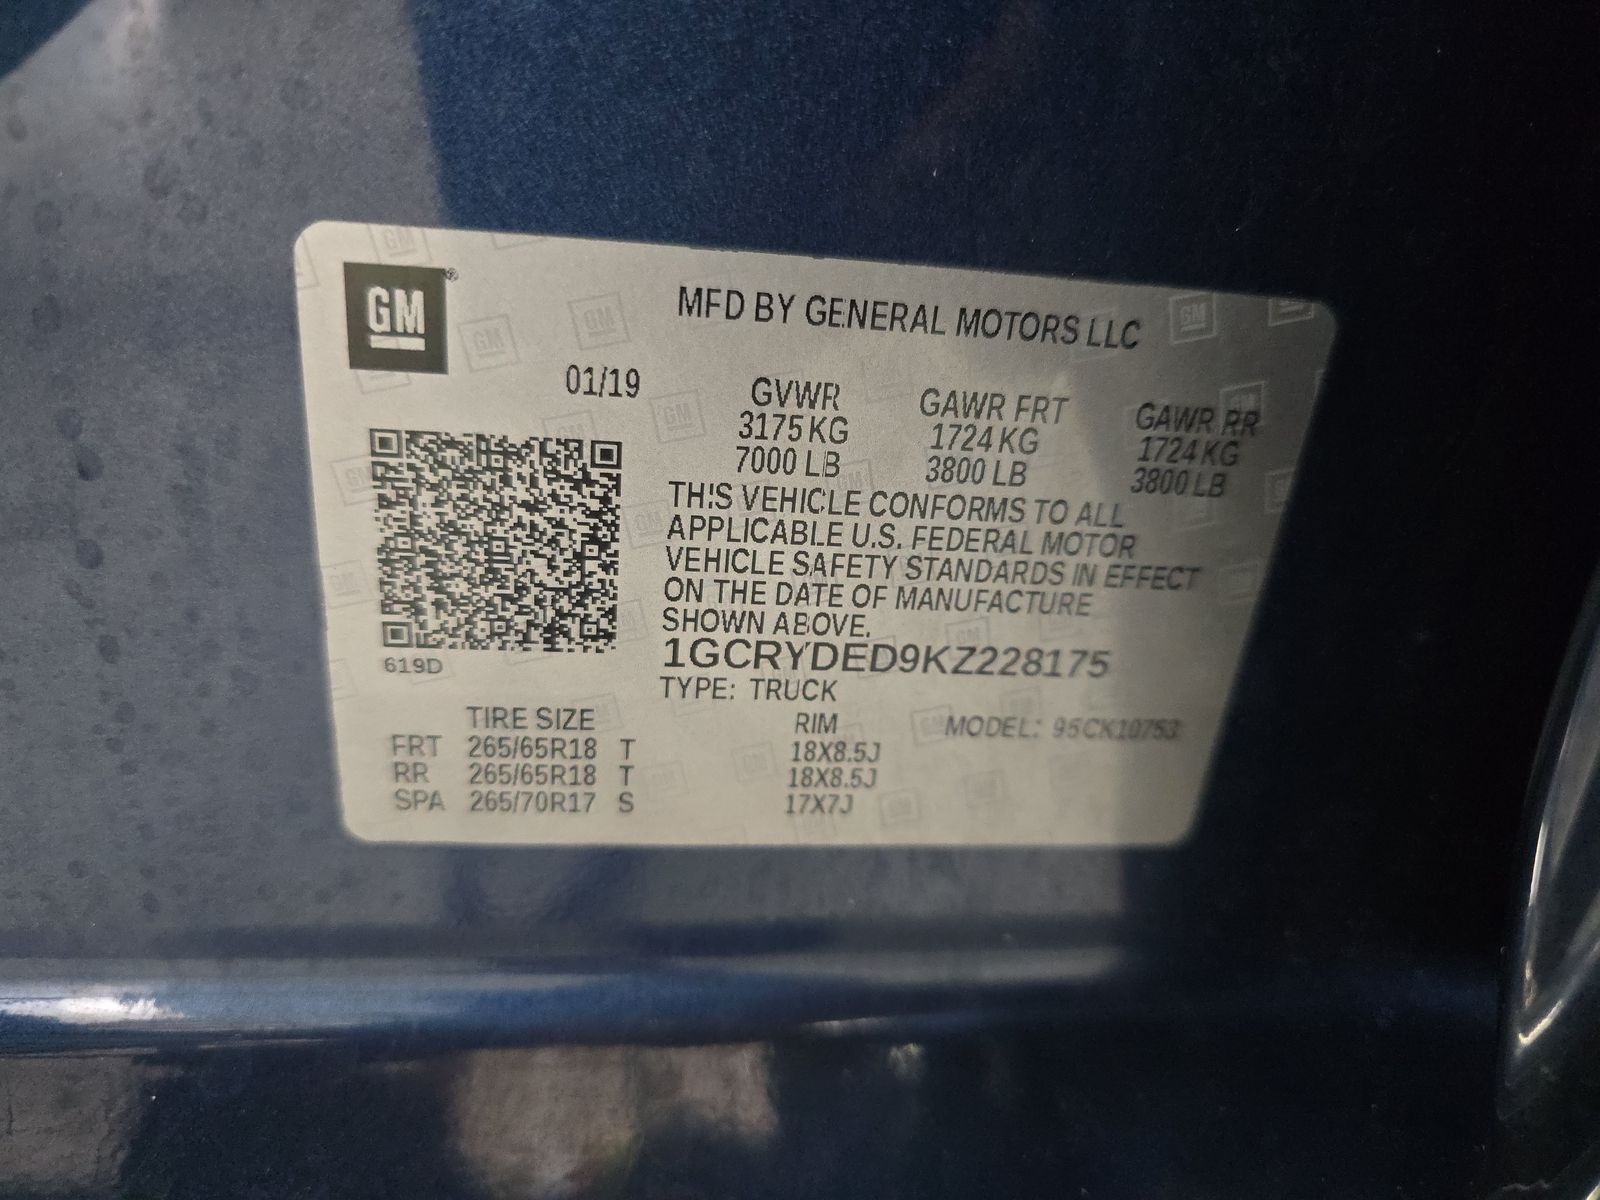 GM
MFD BY GENERAL MOTORS LLC
01/19
GVWR GAWR FRT GAWR RR
3175 KG 1724 KG 1724 KG
7000 LB 3800 LB 3800 LB
THIS VEHICLE CONFORMS TO ALL
APPLICABLE U.S. FEDERAL MOTOR
VEHICLE SAFETY STANDARDS IN EFFECT
ON THE DATE OF MANUFACTURE
SHOWN ABOVE.
1GCRYDED9KZ228175
619D
TYPE: TRUCK
TIRE SIZE RIM MODEL: 95CK10753
FRT 265/65R18 T 18X8.5J
RR 265/65R18 T 18X8.5J
SPA 265/70R17 S 17X7J